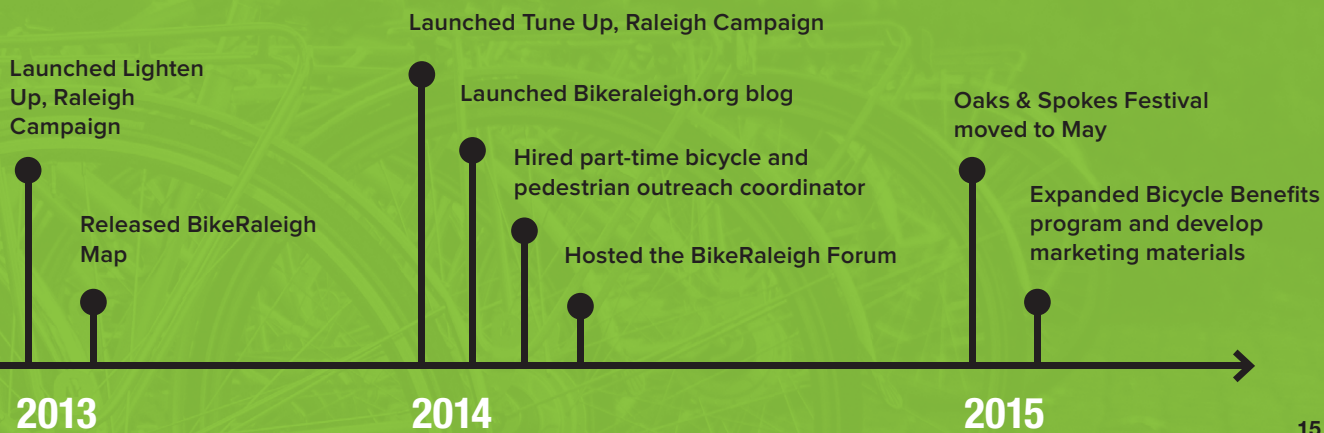 Launched Tune Up, Raleigh Campaign
Launched Lighten
Up, Raleigh
Campaign
Launched Bikeraleigh.org blog
Oaks & Spokes Festival
moved to May
Hired part-time bicycle and
pedestrian outreach coordinator
Expanded Bicycle Benefits
program and develop
marketing materials
Released BikeRaleigh
Map
Hosted the BikeRaleigh Forum
2013
2014
2015
15